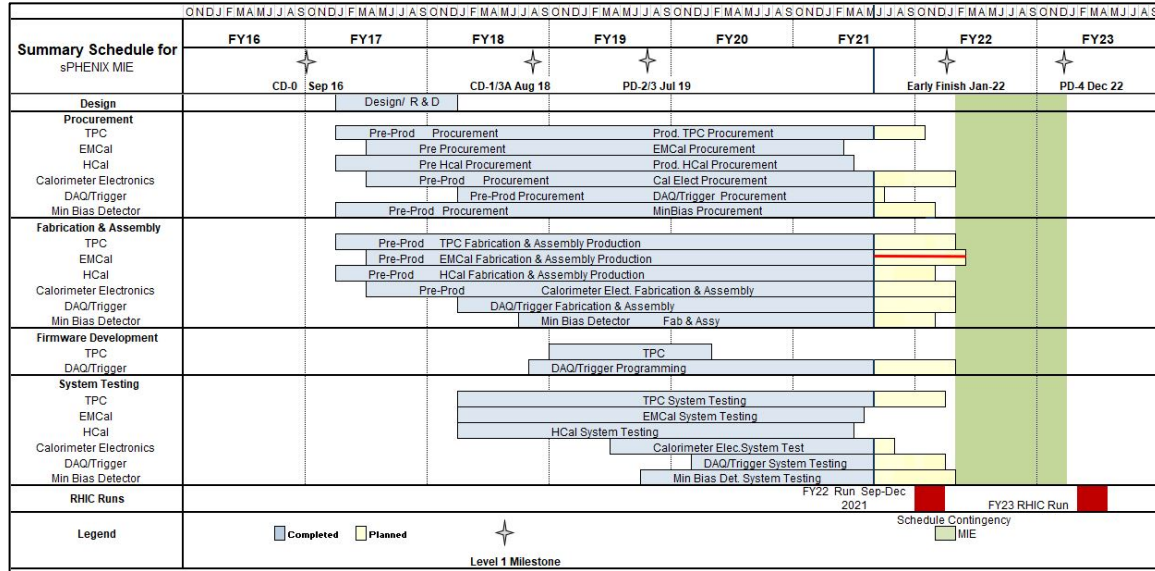 O N D J F M A M J J A S O N D J F M A M J J A S O N D J F M A M J J A S O N D J F M A M J J A S O N D J F M A M J J A S O N D J F M A M J J A S O N D J F M A M J J A S O N D J F M A M J J A S
Summary Schedule for
sPHENIX MIE
FY16 FY17 FY18 FY19 FY20 FY21 FY22 FY23
CD-0 Sep 16 CD-1/3A Aug 18 PD-2/3 Jul 19 Early Finish Jan-22 PD-4 Dec 22
Design Design/ R & D
Procurement
TPC Pre-Prod Procurement Prod. TPC Procurement
EMCal Pre Procurement EMCal Procurement
HCal Pre Hcal Procurement Prod. HCal Procurement
Calorimeter Electronics Pre-Prod Procurement Cal Elect Procurement
DAQ/Trigger Pre-Prod Procurement DAQ/Trigger Procurement
Min Bias Detector Pre-Prod Procurement MinBias Procurement
Fabrication & Assembly
TPC Pre-Prod TPC Fabrication & Assembly Production
EMCal Pre-Prod EMCal Fabrication & Assembly Production
HCal Pre-Prod HCal Fabrication & Assembly Production
Calorimeter Electronics Pre-Prod Calorimeter Elect. Fabrication & Assembly
DAQ/Trigger DAQ/Trigger Fabrication & Assembly
Min Bias Detector Min Bias Detector Fab & Assy
Firmware Development
TPC TPC
DAQ/Trigger DAQ/Trigger Programming
System Testing
TPC TPC System Testing
EMCal EMCal System Testing
HCal HCal System Testing
Calorimeter Electronics Calorimeter Elec.System Test
DAQ/Trigger DAQ/Trigger System Testing
Min Bias Detector Min Bias Det. System Testing
RHIC Runs FY22 Run Sep-Dec
2021 FY23 RHIC Run
Legend Completed Planned Schedule Contingency
MIE
Level 1 Milestone